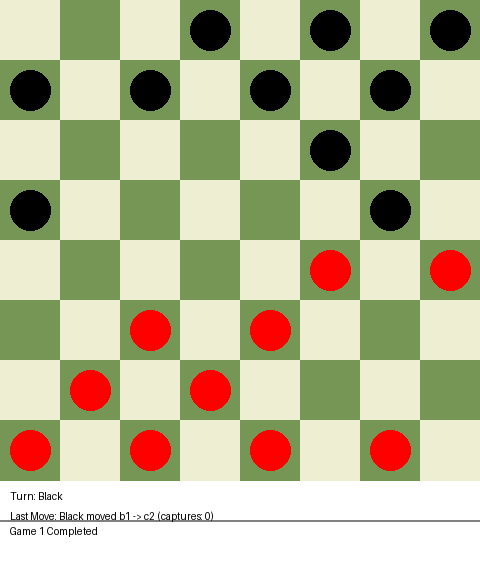 Turn: Black
Last Move: Black moved b1 -> c2 (captures: 0)
Game 1 Completed